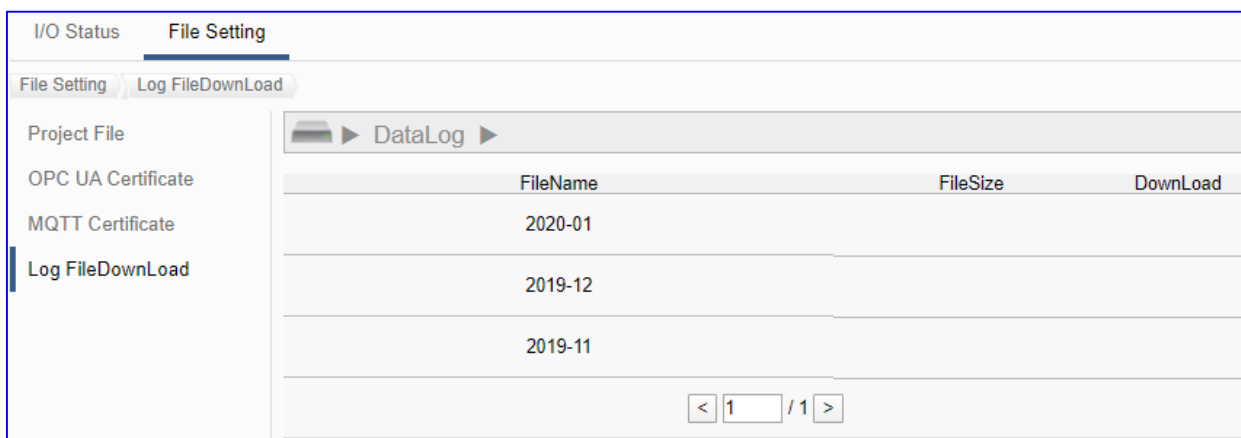 I/O Status File Setting
File Setting Log FileDownLoad
Project File
OPC UA Certificate
MQTT Certificate
Log FileDownLoad
DataLog
FileName FileSize DownLoad
2020-01
2019-12
2019-11
< 1 / 1 >